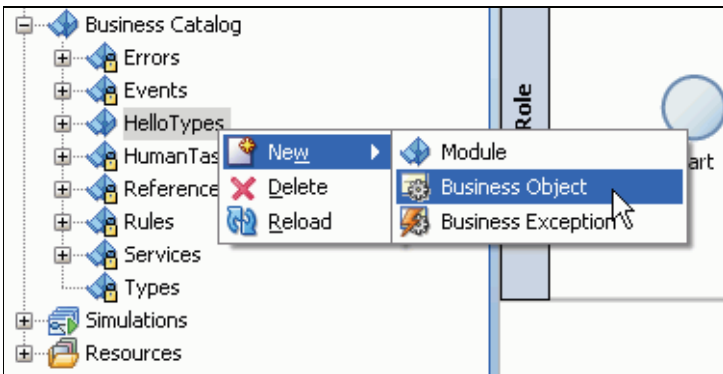 Business Catalog
Errors
Events
HelloTypes
HumanTas
Reference
Rules
Services
Types
Simulations
Resources
New
Delete
Reload
Module
Business Object
Business Exception
Role
art